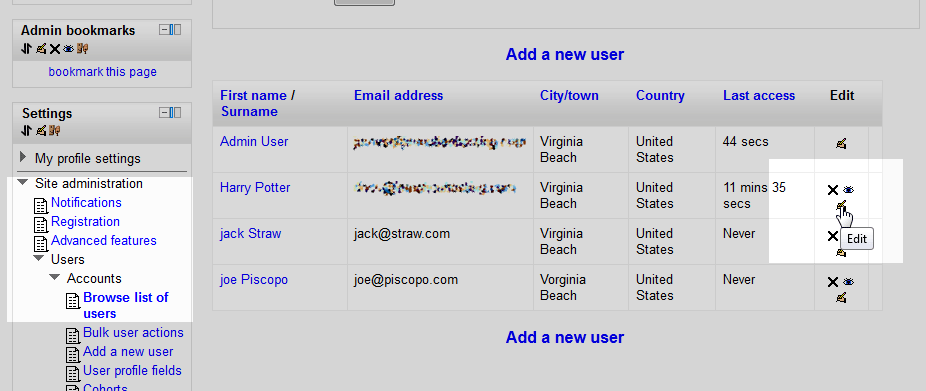 Admin bookmarks
bookmark this page
Settings
My profile settings
Site administration
Notifications
Registration
Advanced features
Users
Accounts
Browse list of
users
Bulk user actions
Add a new user
User profile fields
Cohorts
Add a new user
First name / Surname Email address City/town Country Last access Edit
Admin User Virginia Beach United States 44 secs
Harry Potter Virginia Beach United States 11 mins 35 secs
Edit
jack Straw jack@straw.com Virginia Beach United States Never
joe Piscopo joe@piscopo.com Vorginia Beach United States Never
Add a new user